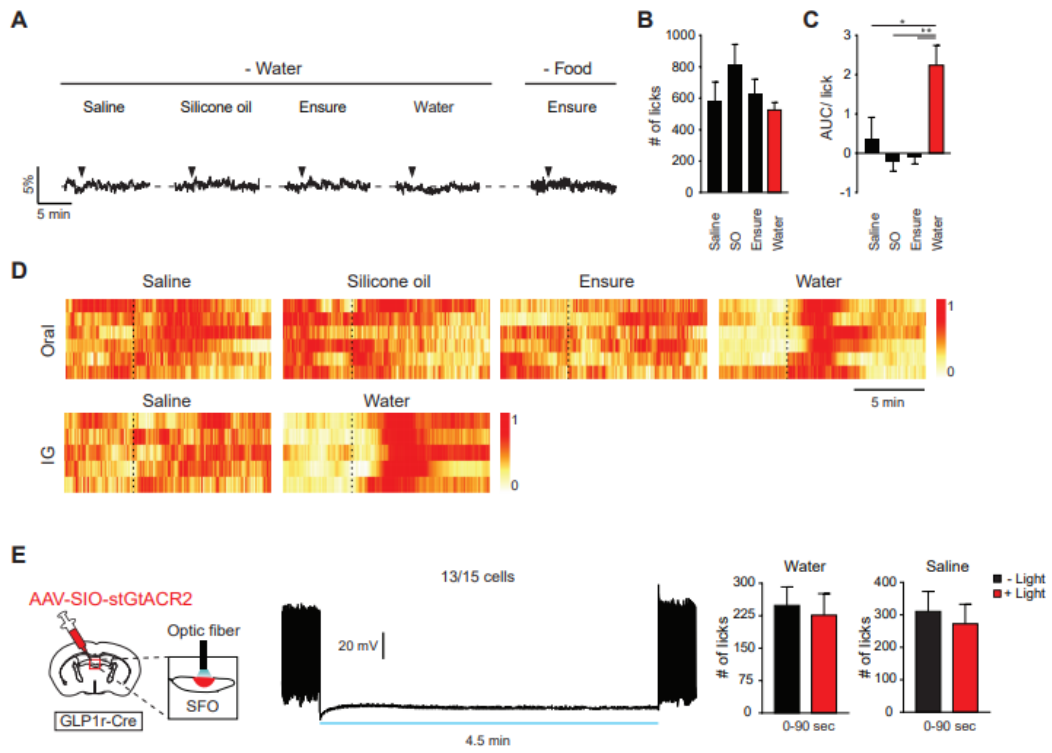 A
- Water
- Food
Saline
Silicone oil
Ensure
Water
Ensure
5%
5 min
B
# of licks
1000
800
600
400
200
0
Saline
SO
Ensure
Water
C
AUC/ lick
3
2
1
0
-1
*
**
Saline
SO
Ensure
Water
D
Saline
Silicone oil
Ensure
Water
Oral
1
0
5 min
Saline
Water
IG
1
0
E
AAV-SIO-stGtACR2
Optic fiber
SFO
GLP1r-Cre
13/15 cells
20 mV
4.5 min
Water
# of licks
300
225
150
75
0
0-90 sec
Saline
# of licks
400
300
200
100
0
0-90 sec
- Light
+ Light